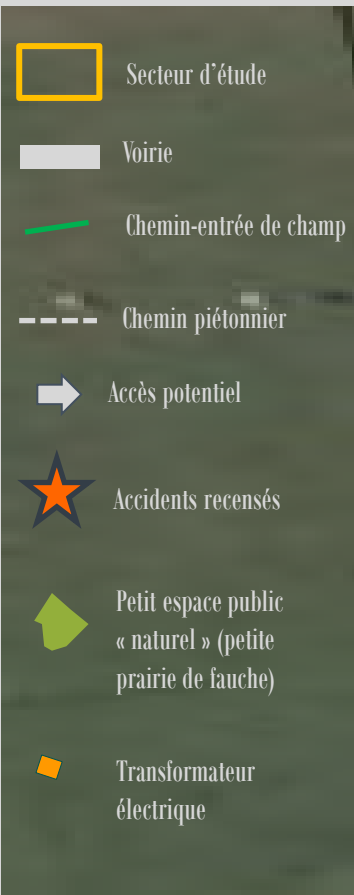 Secteur d'étude
Voirie
Chemin-entrée de champ
Chemin piétonnier
Accès potentiel
Accidents recensés
Petit espace public
« naturel » (petite
prairie de fauche)
Transformateur
électrique